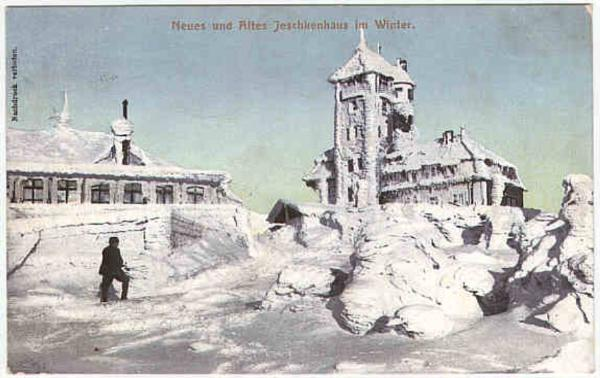 Neues und Altes Jeschkenhaus im Winter.
Nachdruck verboten.